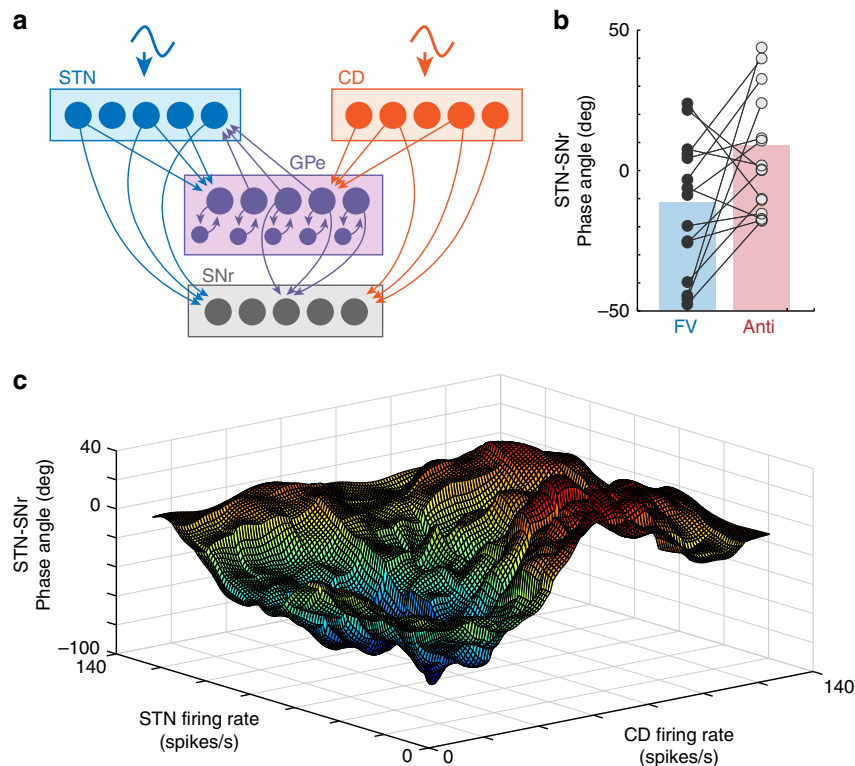 a
STN
CD
GPe
SNr
b
50
0
−50
STN-SNr
Phase angle (deg)
FV
Anti
c
40
0
−100
STN-SNr
Phase angle (deg)
140
STN firing rate
(spikes/s)
0
0
CD firing rate
(spikes/s)
140